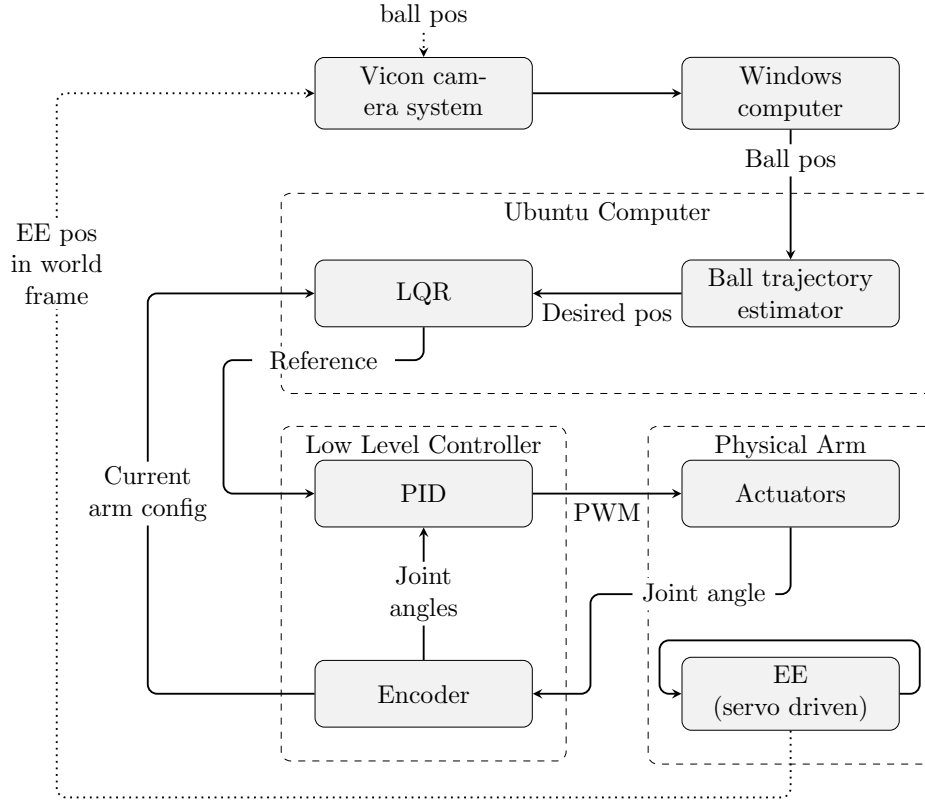 ball pos
Vicon cam-
era system
Windows
computer
Ball pos
Ubuntu Computer
EE pos
in world
frame
LQR
Ball trajectory
estimator
Desired pos
Reference
Low Level Controller
Physical Arm
Current
arm config
PID
Actuators
PWM
Joint
angles
Joint angle
Encoder
EE
(servo driven)